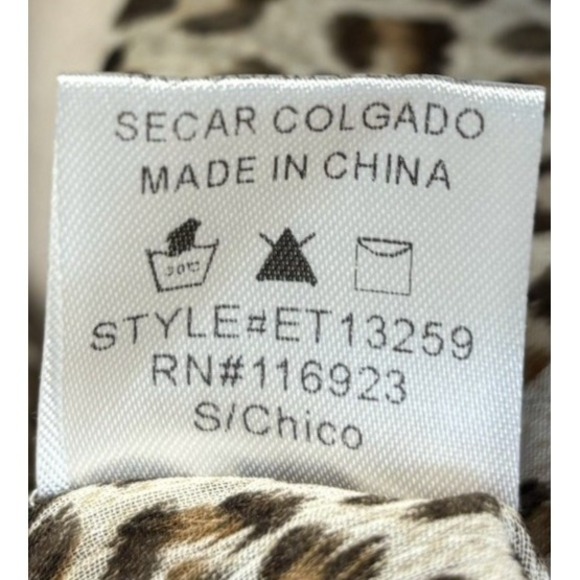 SECAR COLGADO
MADE IN CHINA
30°C
STYLE#ET13259
RN#116923
S/Chico